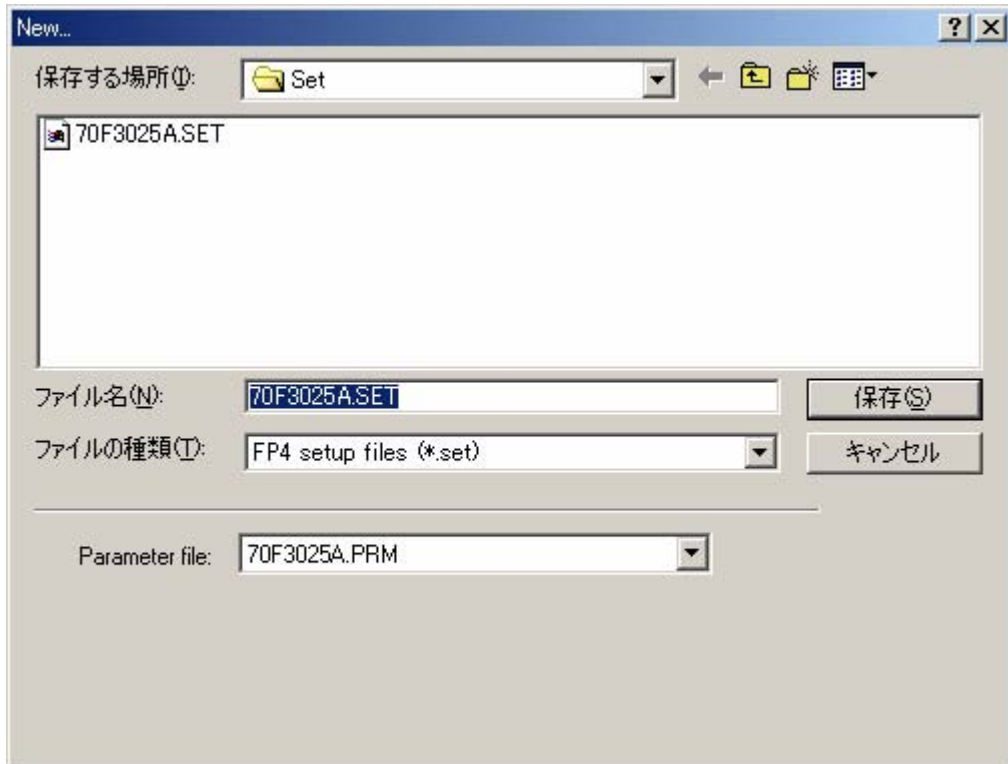 New...
保存する場所(I):
Set
70F3025A.SET
ファイル名(N):
70F3025A.SET
保存(S)
ファイルの種類(T):
FP4 setup files (*.set)
キャンセル
Parameter file:
70F3025A.PRM